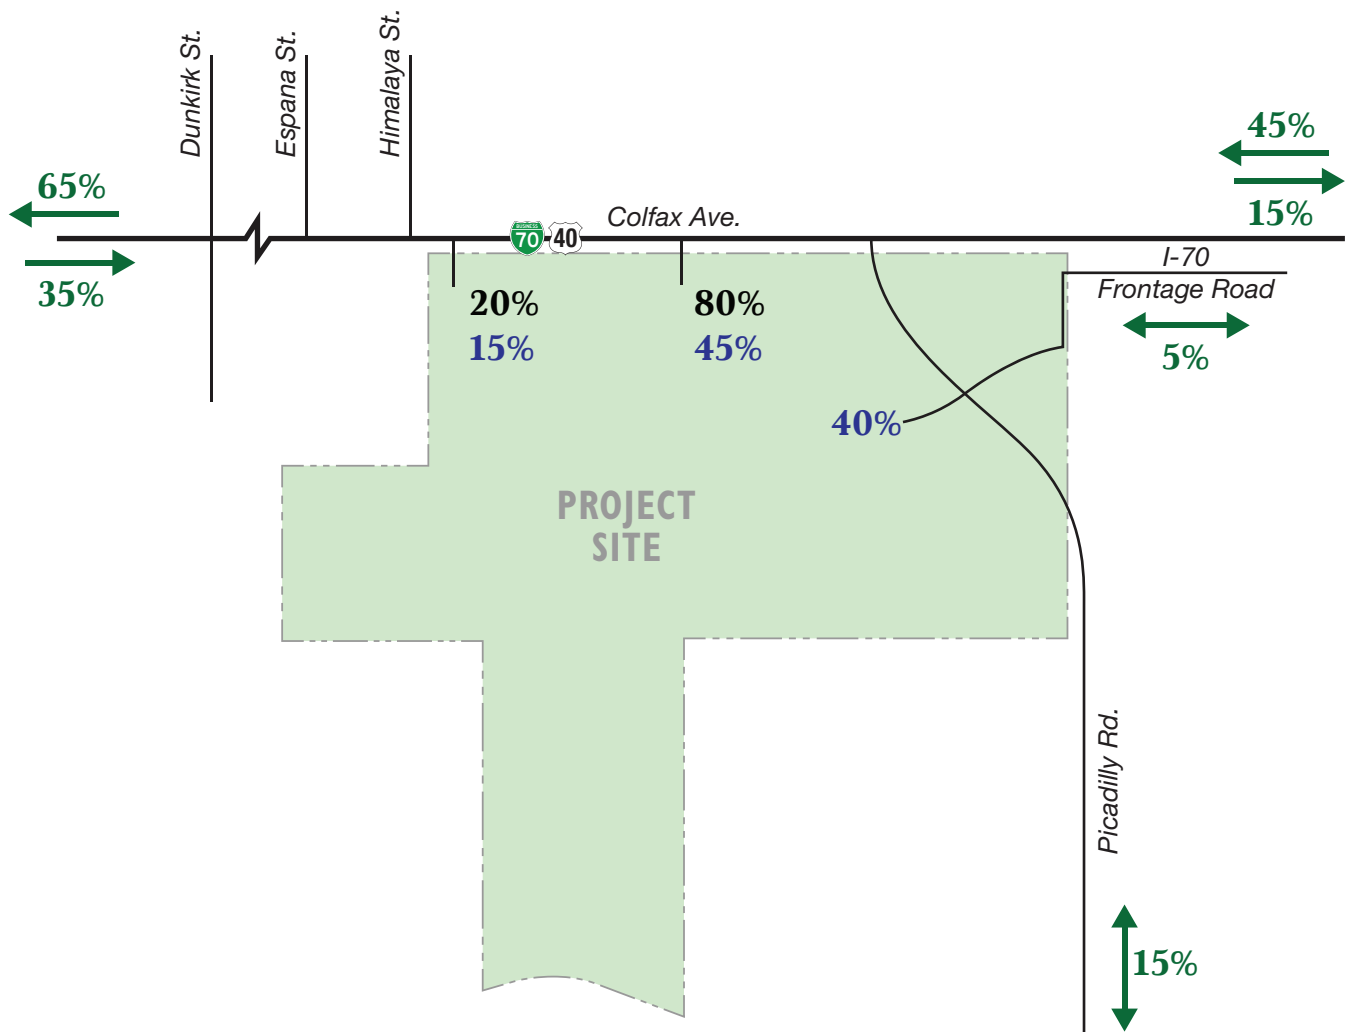 Dunkirk St.
Espana St.
Himalaya St.
45%
65%
15%
Colfax Ave.
BUSINESS
70
40
35%
I-70
Frontage Road
20%
80%
15%
45%
5%
40%
PROJECT
SITE
Picadilly Rd.
15%